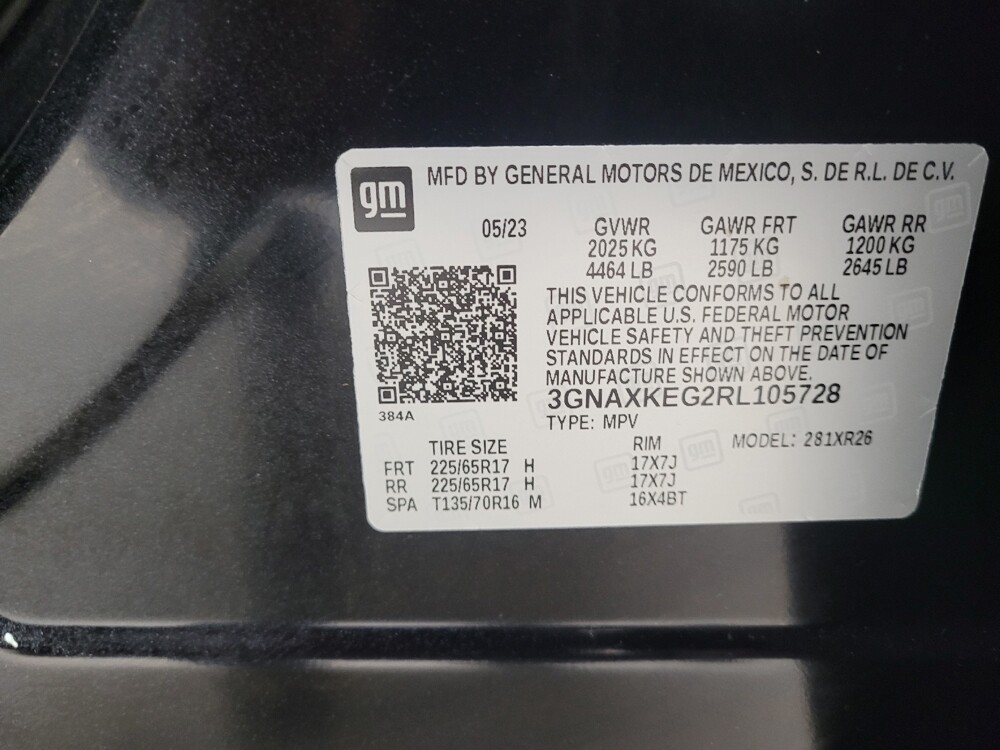 gm MFD BY GENERAL MOTORS DE MEXICO, S. DE R.L. DE C.V.
05/23 GVWR GAWR FRT GAWR RR
2025 KG 1175 KG 1200 KG
4464 LB 2590 LB 2645 LB
THIS VEHICLE CONFORMS TO ALL
APPLICABLE U.S. FEDERAL MOTOR
VEHICLE SAFETY AND THEFT PREVENTION
STANDARDS IN EFFECT ON THE DATE OF
MANUFACTURE SHOWN ABOVE.
3GNAXKEG2RL105728
384A
TYPE: MPV
TIRE SIZE RIM MODEL: 281XR26
FRT 225/65R17 H 17X7J
RR 225/65R17 H 17X7J
SPA T135/70R16 M 16X4BT